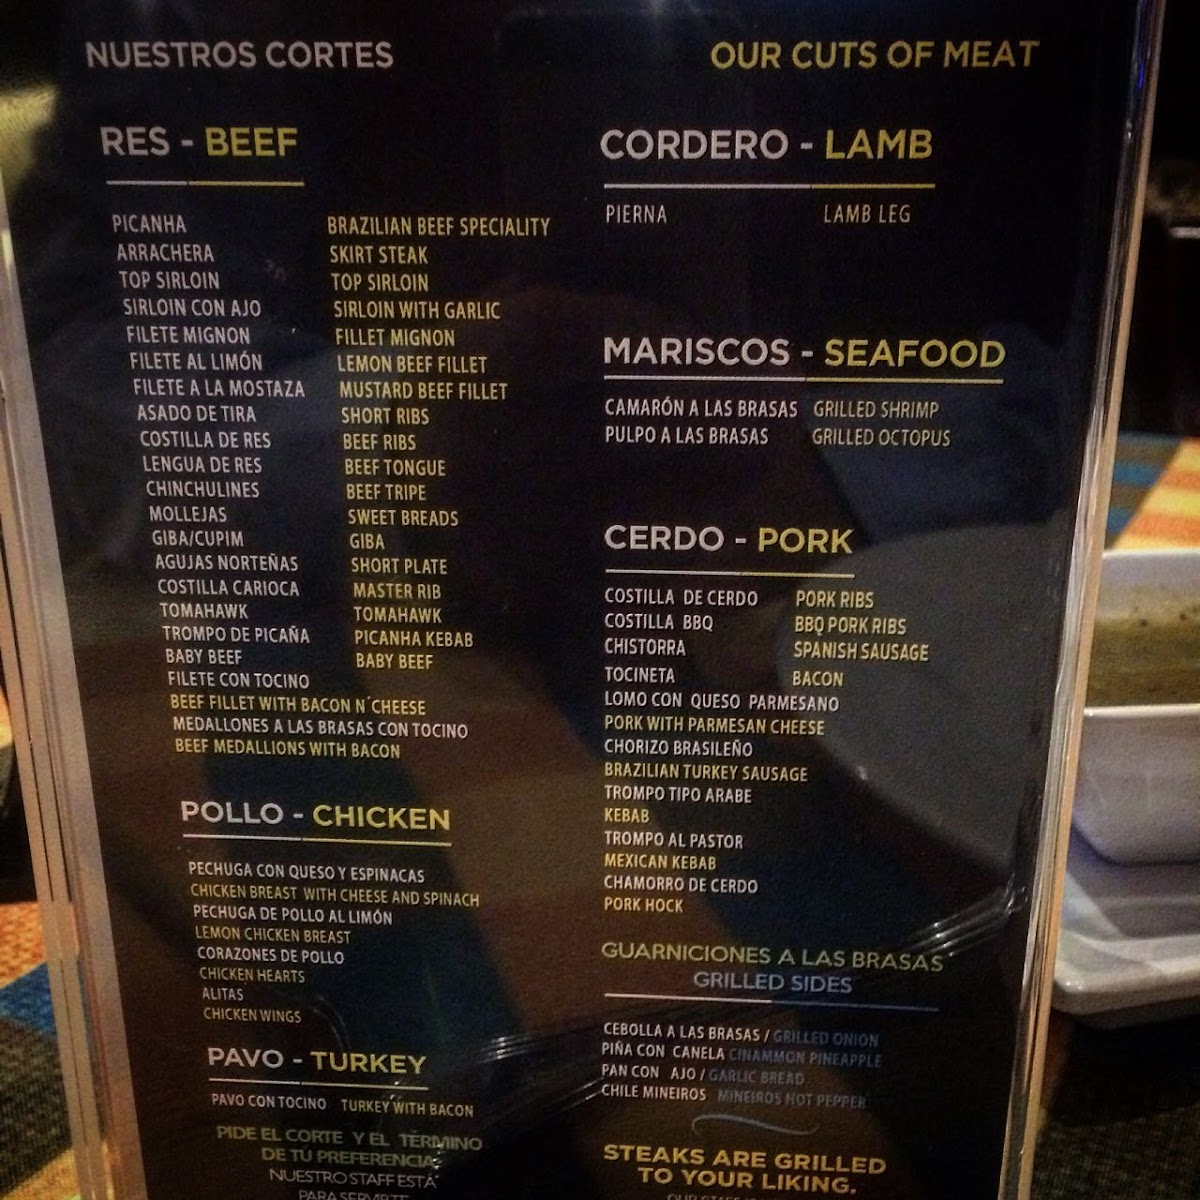 NUESTROS CORTES
OUR CUTS OF MEAT
RES - BEEF
PICANHA BRAZILIAN BEEF SPECIALITY
ARRACHERA SKIRT STEAK
TOP SIRLOIN TOP SIRLOIN
SIRLOIN CON AJO SIRLOIN WITH GARLIC
FILETE MIGNON FILLET MIGNON
FILETE AL LIMÓN LEMON BEEF FILLET
FILETE A LA MOSTAZA MUSTARD BEEF FILLET
ASADO DE TIRA SHORT RIBS
COSTILLA DE RES BEEF RIBS
LENGUA DE RES BEEF TONGUE
CHINCHULINES BEEF TRIPE
MOLLEJAS SWEET BREADS
GIBA/CUPIM GIBA
AGUJAS NORTEÑAS SHORT PLATE
COSTILLA CARIOCA MASTER RIB
TOMAHAWK TOMAHAWK
TROMPO DE PICAÑA PICANHA KEBAB
BABY BEEF BABY BEEF
FILETE CON TOCINO
BEEF FILLET WITH BACON N´CHEESE
MEDALLONES A LAS BRASAS CON TOCINO
BEEF MEDALLIONS WITH BACON
POLLO - CHICKEN
PECHUGA CON QUESO Y ESPINACAS
CHICKEN BREAST WITH CHEESE AND SPINACH
PECHUGA DE POLLO AL LIMÓN
LEMON CHICKEN BREAST
CORAZONES DE POLLO
CHICKEN HEARTS
ALITAS
CHICKEN WINGS
PAVO - TURKEY
PAVO CON TOCINO TURKEY WITH BACON
PIDE EL CORTE Y EL TÉRMINO
DE TÚ PREFERENCIA
NUESTRO STAFF ESTÁ
PARA SERVIRTE
CORDERO - LAMB
PIERNA LAMB LEG
MARISCOS - SEAFOOD
CAMARÓN A LAS BRASAS GRILLED SHRIMP
PULPO A LAS BRASAS GRILLED OCTOPUS
CERDO - PORK
COSTILLA DE CERDO PORK RIBS
COSTILLA BBQ BBQ PORK RIBS
CHISTORRA SPANISH SAUSAGE
TOCINETA BACON
LOMO CON QUESO PARMESANO
PORK WITH PARMESAN CHEESE
CHORIZO BRASILEÑO
BRAZILIAN TURKEY SAUSAGE
TROMPO TIPO ARABE
KEBAB
TROMPO AL PASTOR
MEXICAN KEBAB
CHAMORRO DE CERDO
PORK HOCK
GUARNICIONES A LAS BRASAS
GRILLED SIDES
CEBOLLA A LAS BRASAS / GRILLED ONION
PIÑA CON CANELA CINAMMON PINEAPPLE
PAN CON AJO / GARLIC BREAD
CHILE MINEIROS MINEIROS HOT PEPPER
STEAKS ARE GRILLED
TO YOUR LIKING.